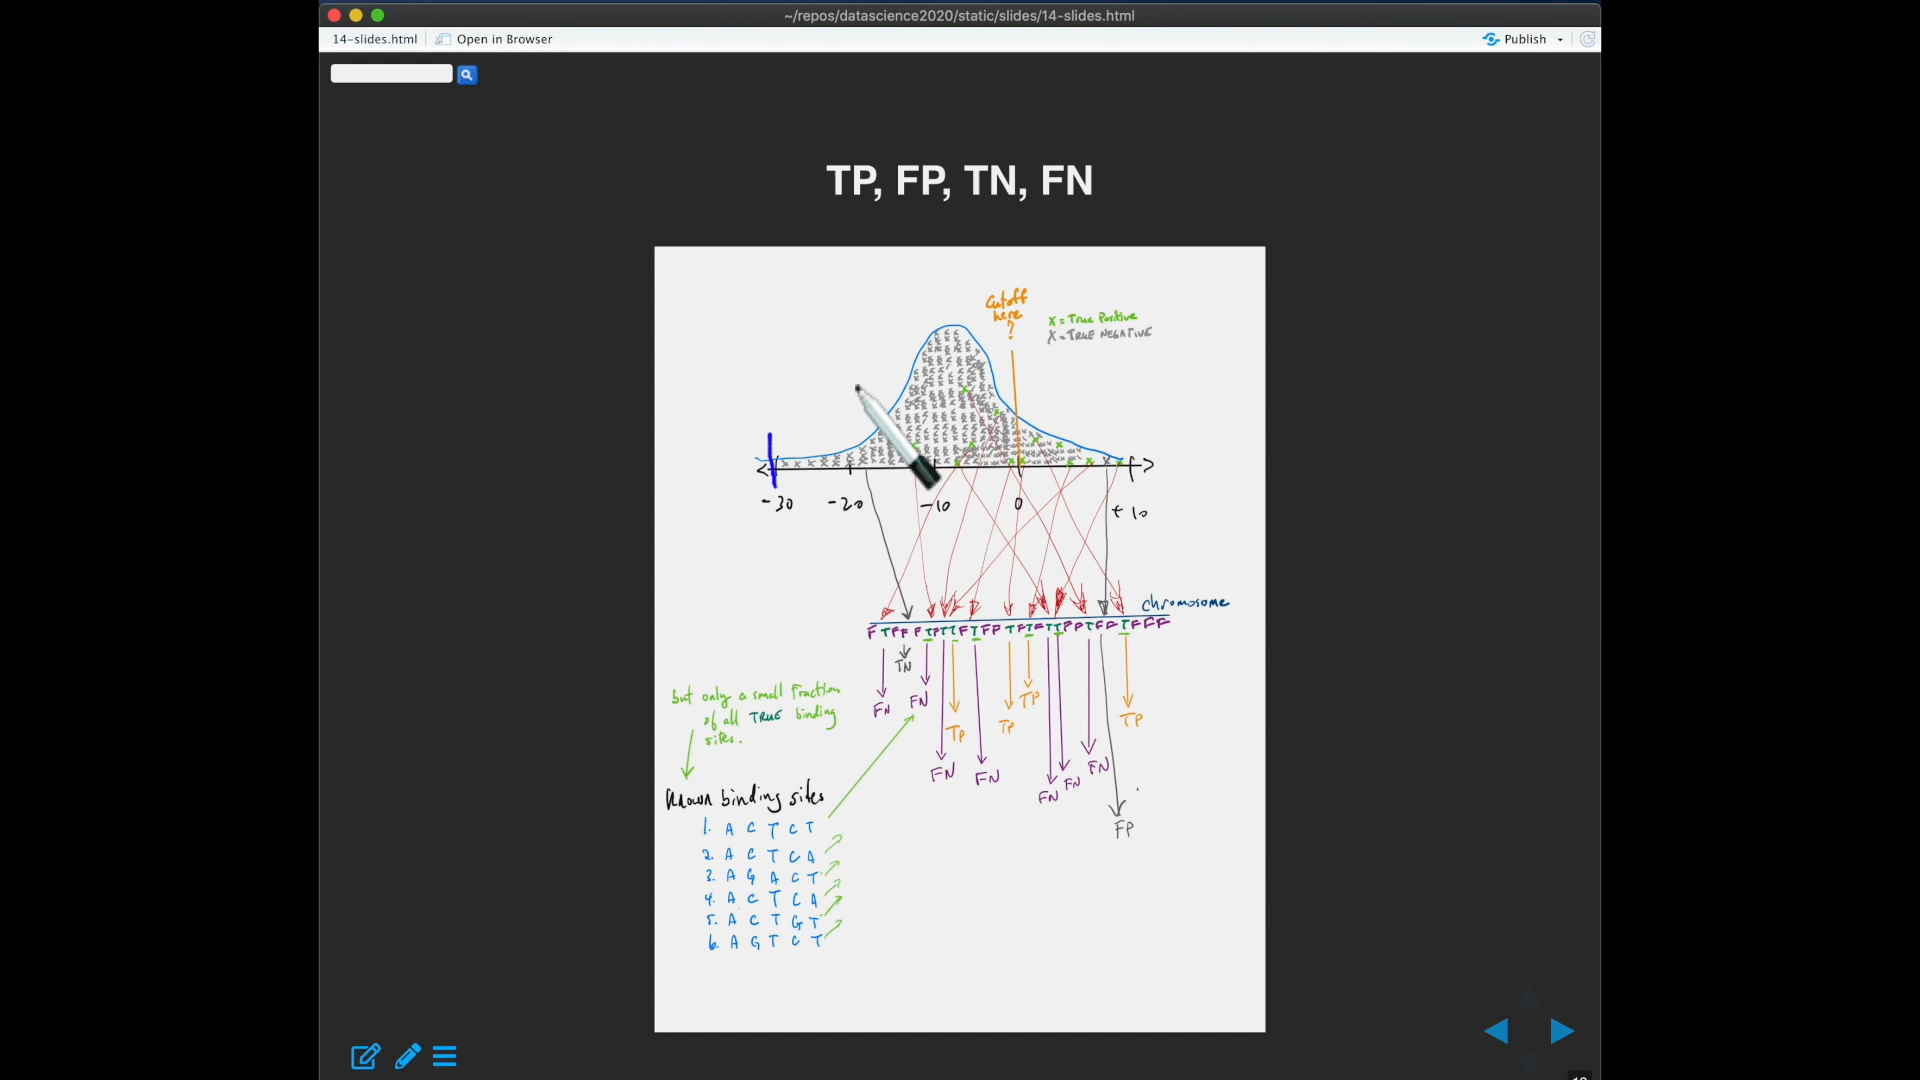 ~/repos/datascience2020/static/slides/14-slides.html
14-slides.html Open in Browser Publish
TP, FP, TN, FN
Cutoff
here
?
X = True Positive
X = TRUE NEGATIVE
-30 -20 -10 0 +10
chromosome
TN
FN FN TP TP TP TP
FN FN FN FN FN
FP
but only a small fraction
of all TRUE binding
sites.
Known binding sites
1. A C T C T
2. A C T C A
3. A G A C T
4. A C T C A
5. A C T G T
6. A G T C T